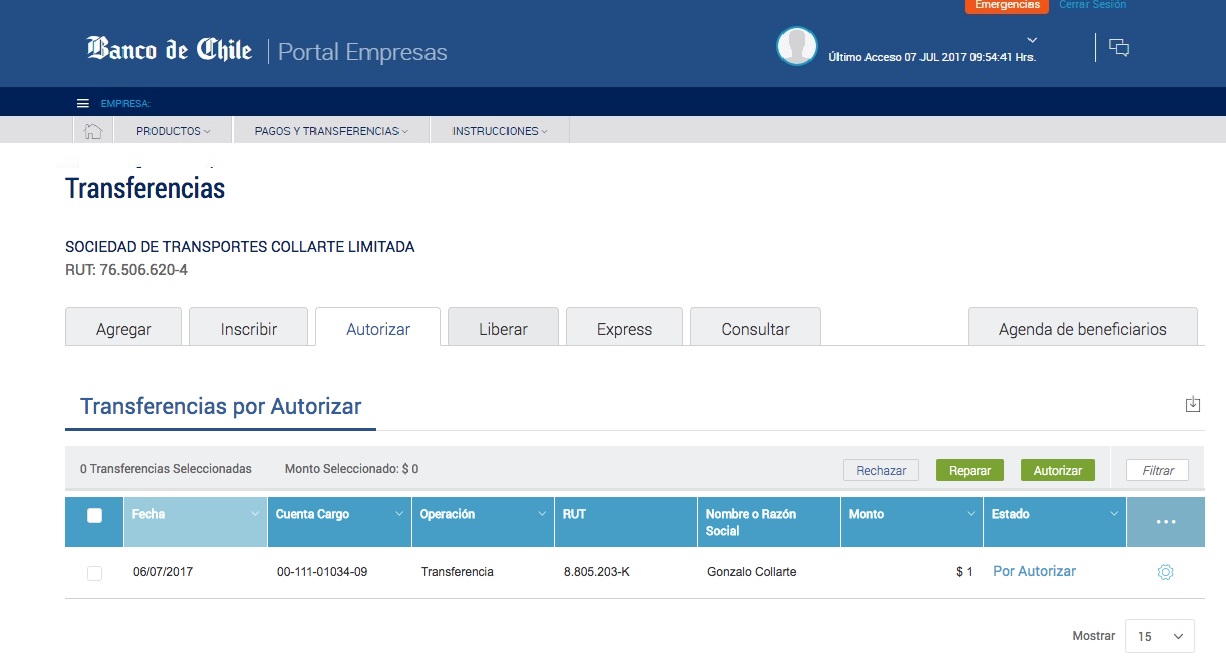 Emergencias Cerrar Sesión
Banco de Chile Portal Empresas
Último Acceso 07 JUL 2017 09:54:41 Hrs.
EMPRESA:
PRODUCTOS PAGOS Y TRANSFERENCIAS INSTRUCCIONES
Transferencias
SOCIEDAD DE TRANSPORTES COLLARTE LIMITADA
RUT: 76.506.620-4
Agregar Inscribir Autorizar Liberar Express Consultar Agenda de beneficiarios
Transferencias por Autorizar
0 Transferencias Seleccionadas Monto Seleccionado: $ 0 Rechazar Reparar Autorizar Filtrar
Fecha Cuenta Cargo Operación RUT Nombre o Razón Monto Estado ...
Social
06/07/2017 00-111-01034-09 Transferencia 8.805.203-K Gonzalo Collarte $ 1 Por Autorizar
Mostrar 15